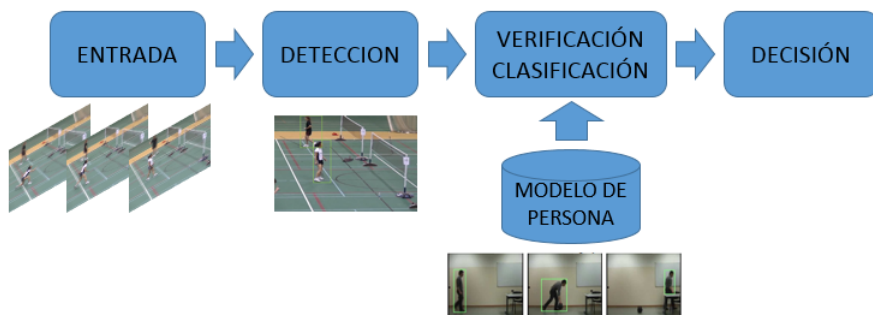 ENTRADA
DETECCION
VERIFICACIÓN
CLASIFICACIÓN
DECISIÓN
MODELO DE
PERSONA